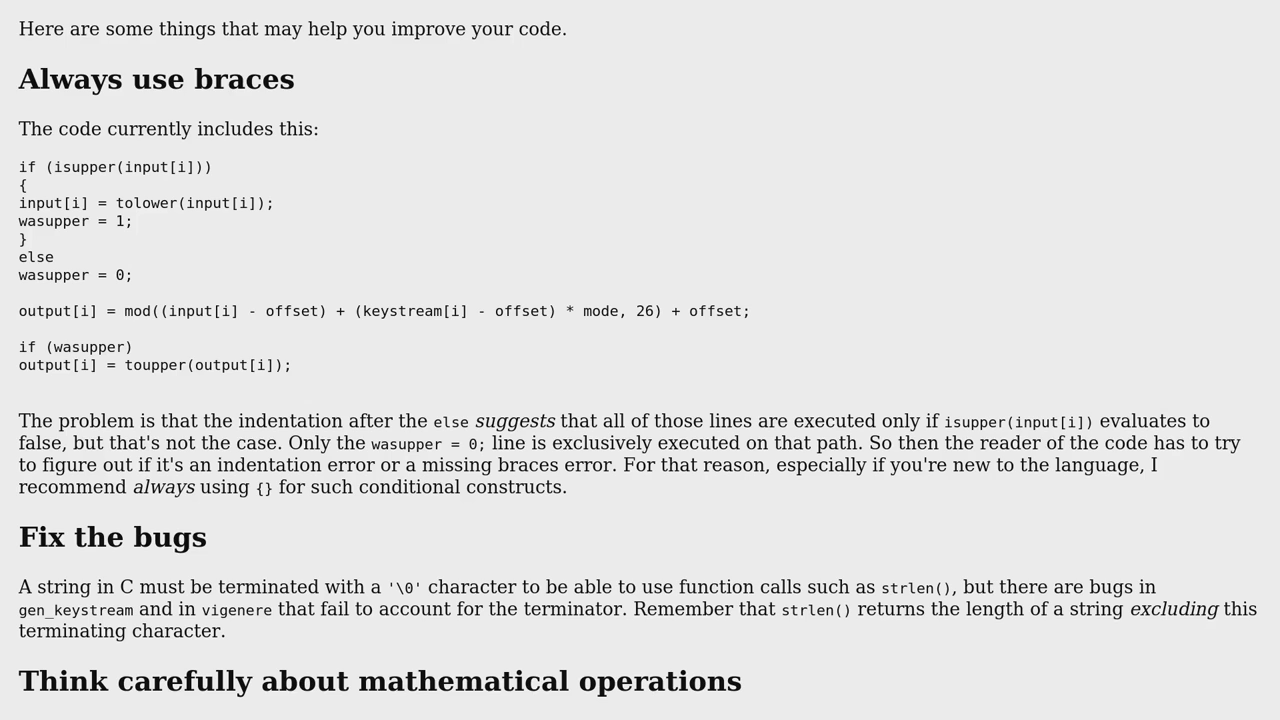 Here are some things that may help you improve your code.
Always use braces
The code currently includes this:
if (isupper(input[i]))
{
input[i] = tolower(input[i]);
wasupper = 1;
}
else
wasupper = 0;
output[i] = mod((input[i] - offset) + (keystream[i] - offset) * mode, 26) + offset;
if (wasupper)
output[i] = toupper(output[i]);
The problem is that the indentation after the else suggests that all of those lines are executed only if isupper(input[i]) evaluates to
false, but that's not the case. Only the wasupper = 0; line is exclusively executed on that path. So then the reader of the code has to try
to figure out if it's an indentation error or a missing braces error. For that reason, especially if you're new to the language, I
recommend always using {} for such conditional constructs.
Fix the bugs
A string in C must be terminated with a '\0' character to be able to use function calls such as strlen(), but there are bugs in
gen_keystream and in vigenere that fail to account for the terminator. Remember that strlen() returns the length of a string excluding this
terminating character.
Think carefully about mathematical operations